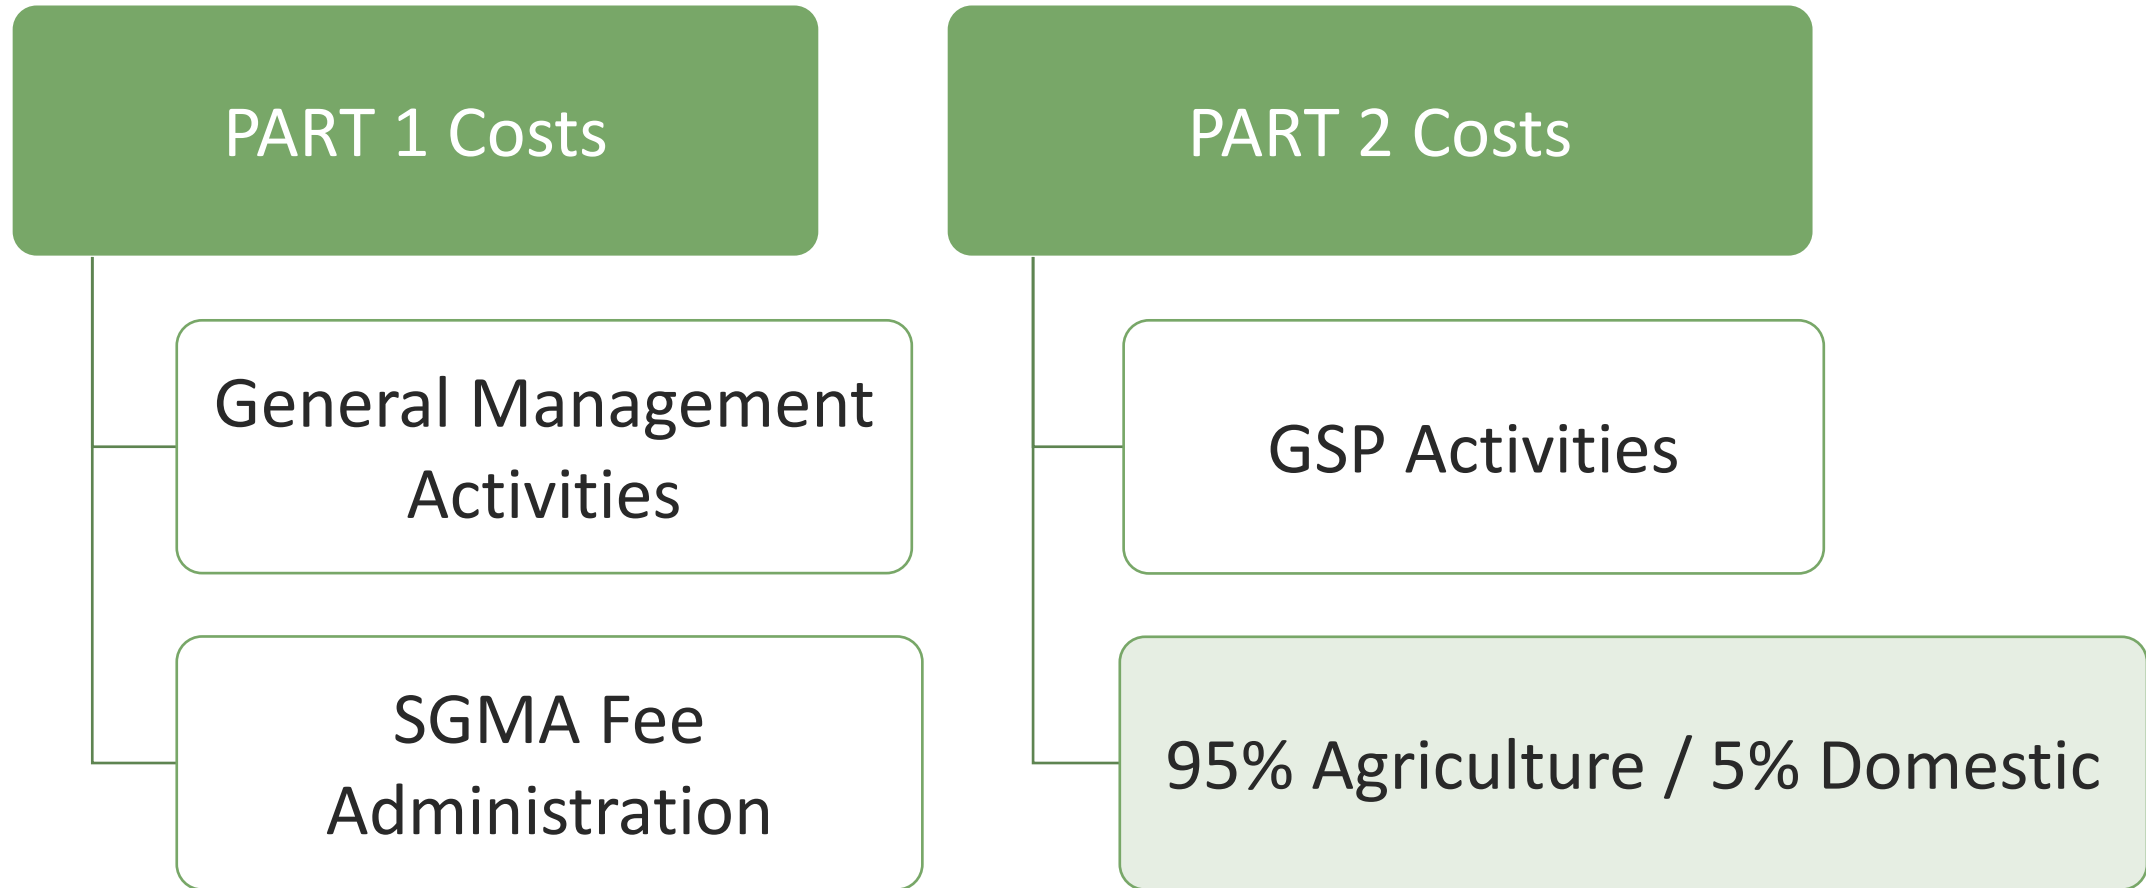 PART 1 Costs
General Management
Activities
SGMA Fee
Administration
PART 2 Costs
GSP Activities
95% Agriculture / 5% Domestic